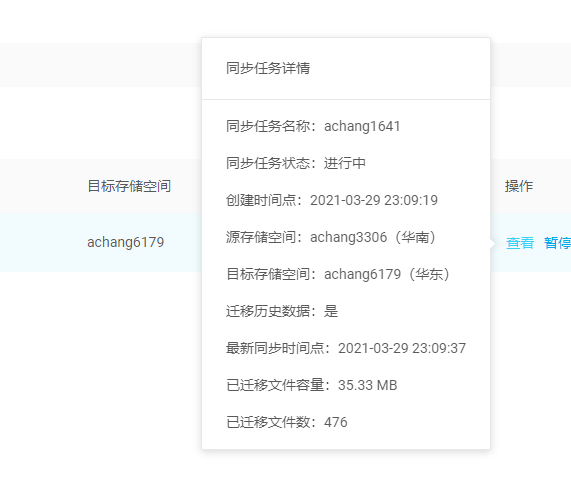 同步任务详情
同步任务名称：achang1641
同步任务状态：进行中
目标存储空间
操作
创建时间点：2021-03-29 23:09:19
源存储空间：achang3306（华南）
achang6179
查看 暂停
目标存储空间：achang6179（华东）
迁移历史数据：是
最新同步时间点：2021-03-29 23:09:37
已迁移文件容量：35.33 MB
已迁移文件数：476